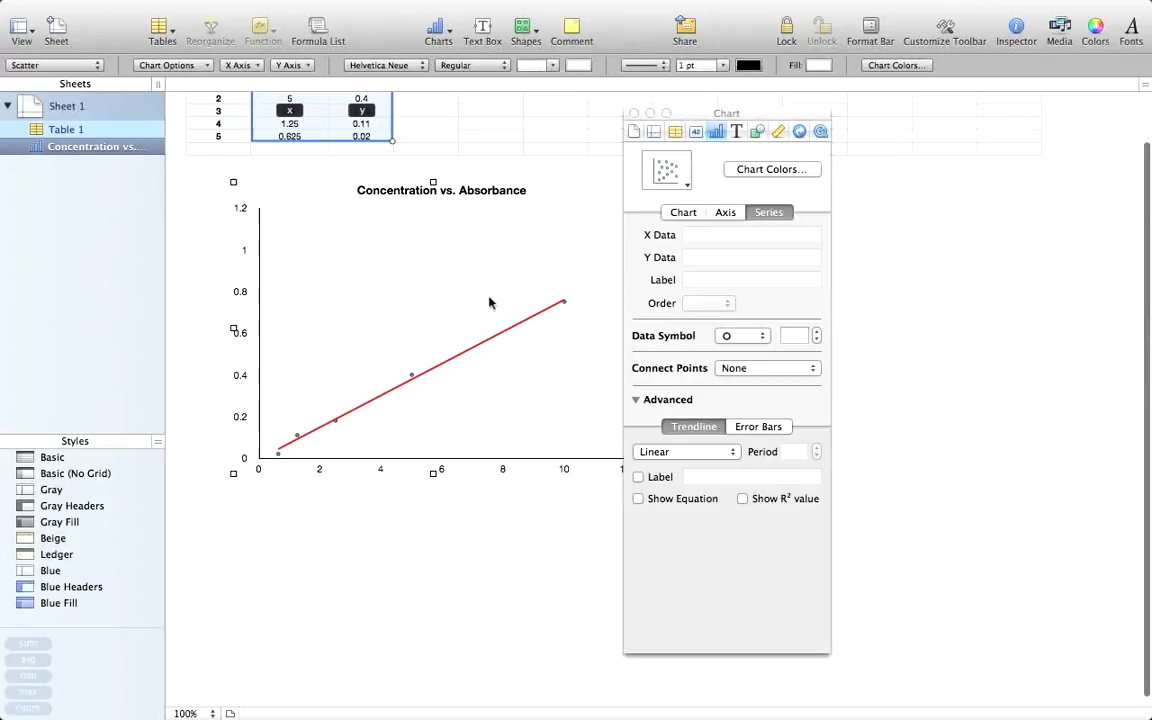 View Sheet Tables Reorganize Function Formula List Charts Text Box Shapes Comment Share Lock Unlock Format Bar Customize Toolbar Inspector Media Colors Fonts
Scatter Chart Options X Axis Y Axis Helvetica Neue Regular 1 pt Fill: Chart Colors...
Sheets
Sheet 1
Table 1
Concentration vs....
2 5 0.4
3 x y
4 1.25 0.11
5 0.625 0.02
Concentration vs. Absorbance
1.2
1
0.8
0.6
0.4
0.2
0
0 2 4 6 8 10
Chart
42
Chart Colors...
Chart Axis Series
X Data
Y Data
Label
Order
Data Symbol
Connect Points None
Advanced
Trendline Error Bars
Linear Period
Label
Show Equation Show R² value
Styles
Basic
Basic (No Grid)
Gray
Gray Headers
Gray Fill
Beige
Ledger
Blue
Blue Headers
Blue Fill
sum
avg
min
max
count
100%